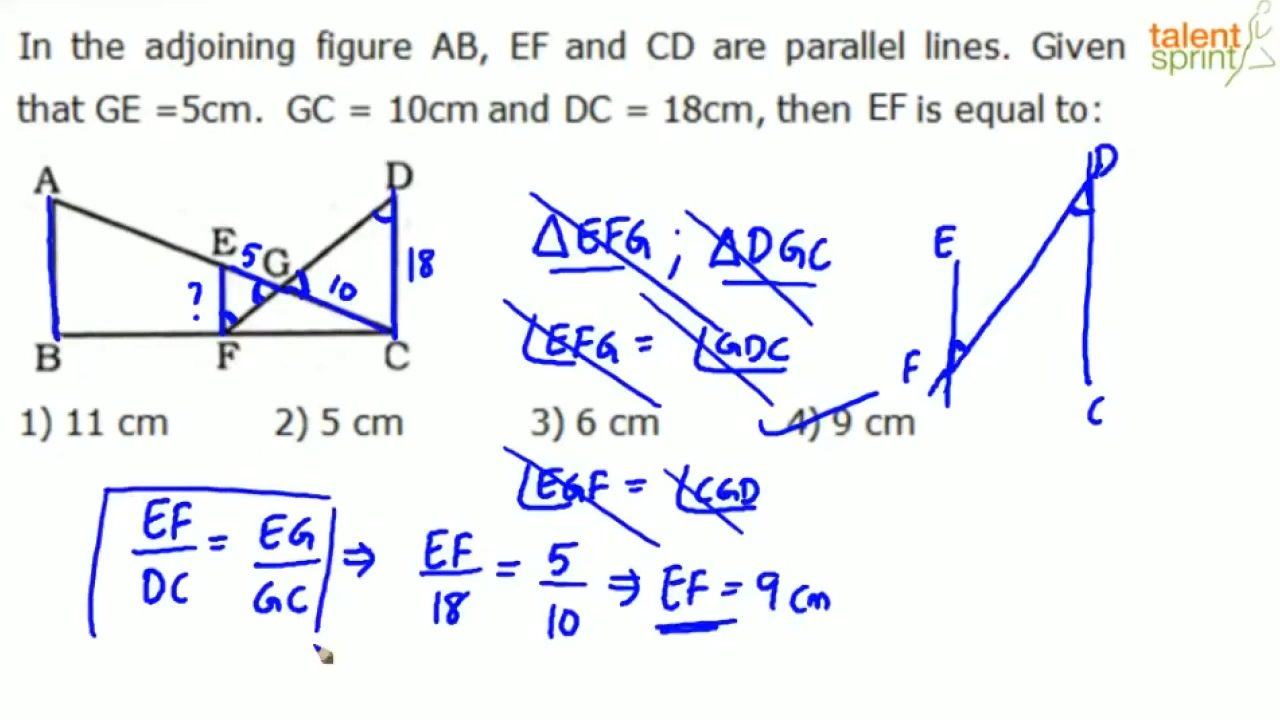 In the adjoining figure AB, EF and CD are parallel lines. Given
talent
sprint
that GE =5cm. GC = 10cm and DC = 18cm, then EF is equal to:
A
D
E
5
G
10
18
?
B
F
C
ΔEFG ; ΔDGC
∠EFG = ∠GDC
D
E
F
C
1) 11 cm 2) 5 cm 3) 6 cm 4) 9 cm
∠EGF = ∠CGD
EF/DC = EG/GC ⇒ EF/18 = 5/10 ⇒ EF = 9 cm